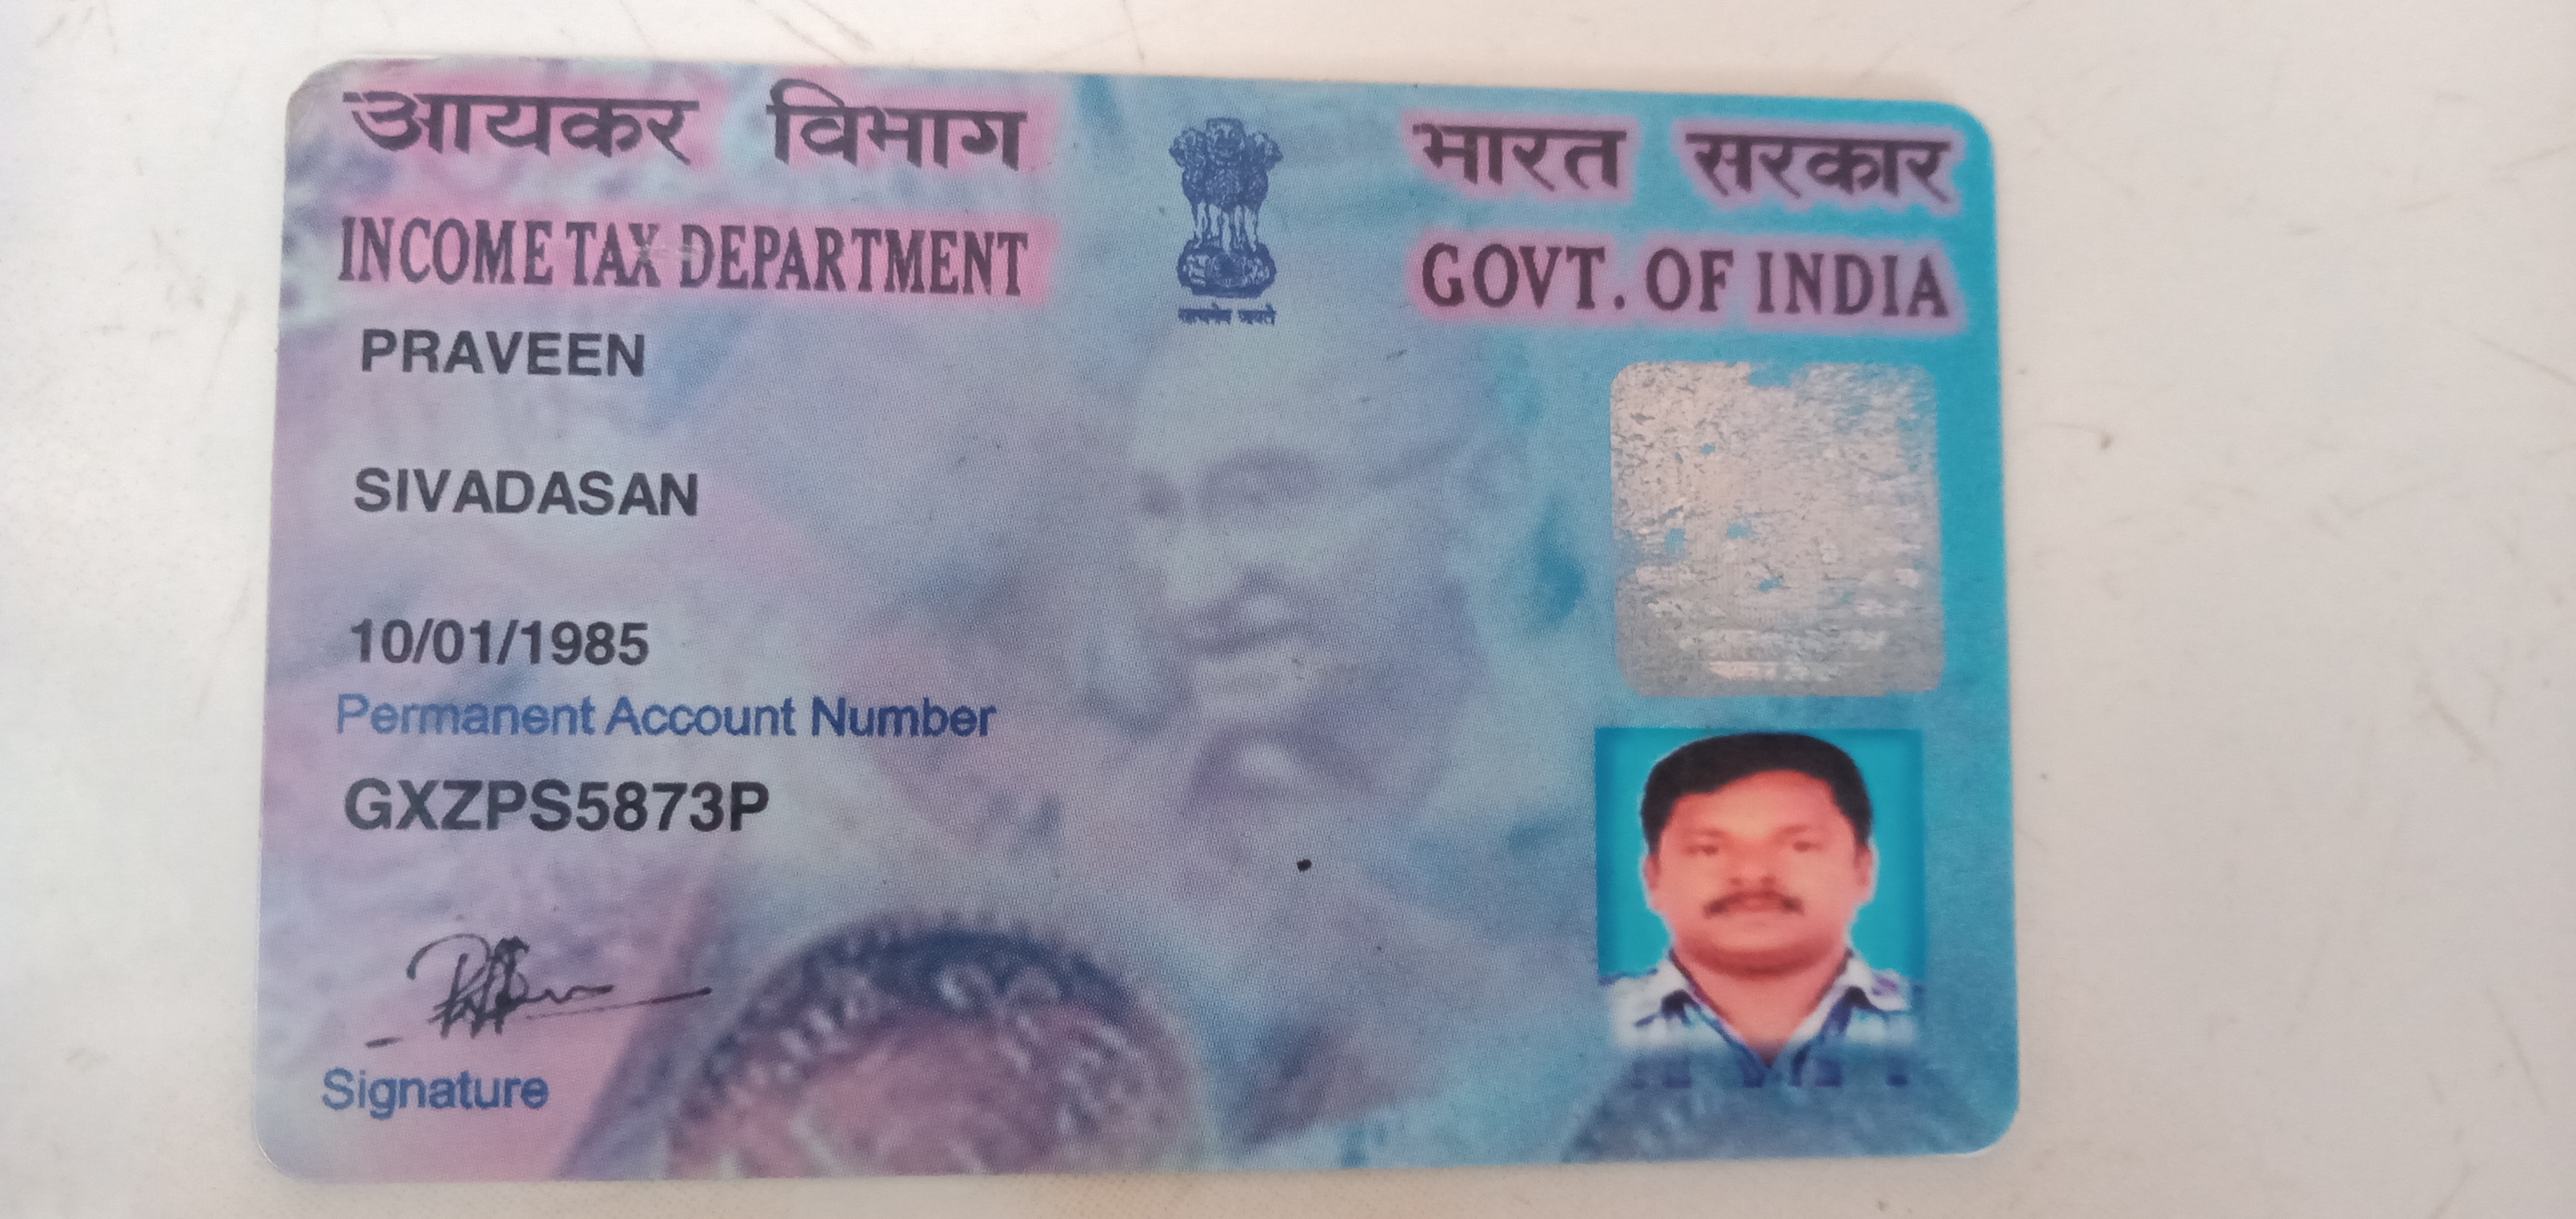 आयकर विभाग
भारत सरकार
INCOME TAX DEPARTMENT
GOVT. OF INDIA
सत्यमेव जयते
PRAVEEN
SIVADASAN
10/01/1985
Permanent Account Number
GXZPS5873P
Signature